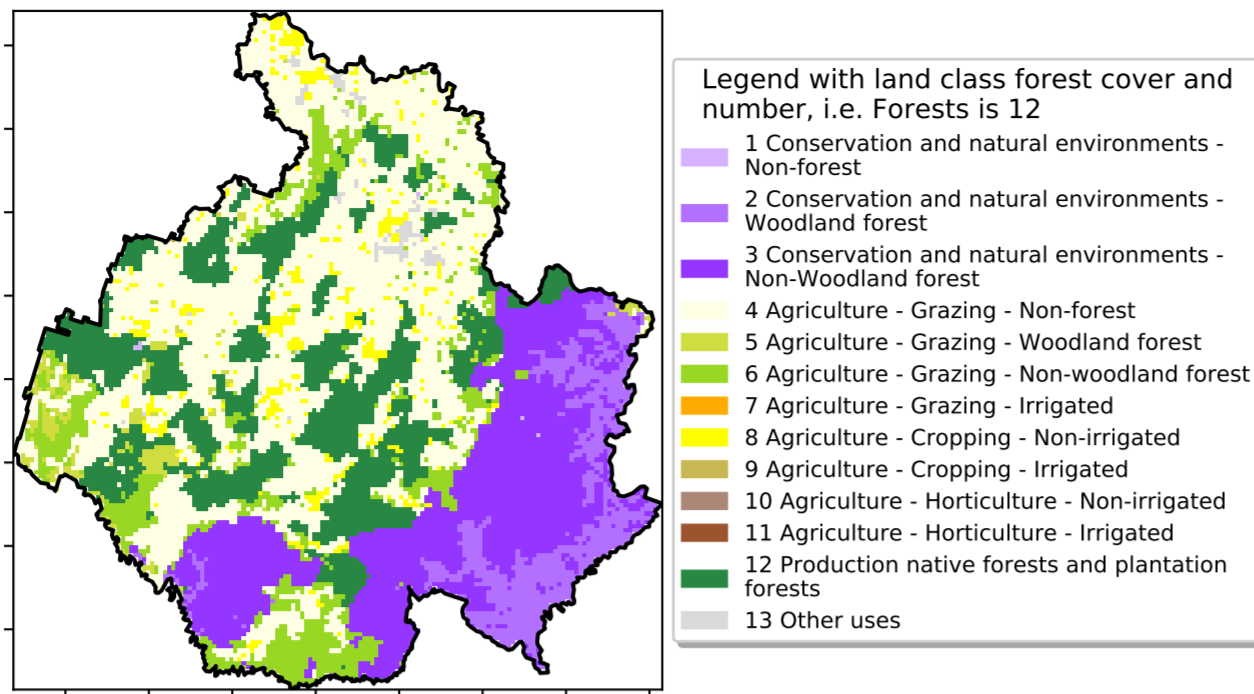 Legend with land class forest cover and
number, i.e. Forests is 12
1 Conservation and natural environments -
Non-forest
2 Conservation and natural environments -
Woodland forest
3 Conservation and natural environments -
Non-Woodland forest
4 Agriculture - Grazing - Non-forest
5 Agriculture - Grazing - Woodland forest
6 Agriculture - Grazing - Non-woodland forest
7 Agriculture - Grazing - Irrigated
8 Agriculture - Cropping - Non-irrigated
9 Agriculture - Cropping - Irrigated
10 Agriculture - Horticulture - Non-irrigated
11 Agriculture - Horticulture - Irrigated
12 Production native forests and plantation
forests
13 Other uses